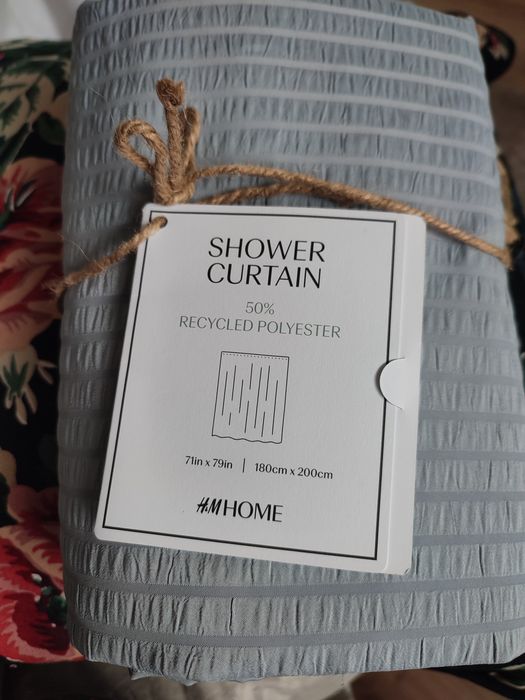 SHOWER
CURTAIN
50%
RECYCLED POLYESTER
71in x 79in | 180cm x 200cm
H&M HOME